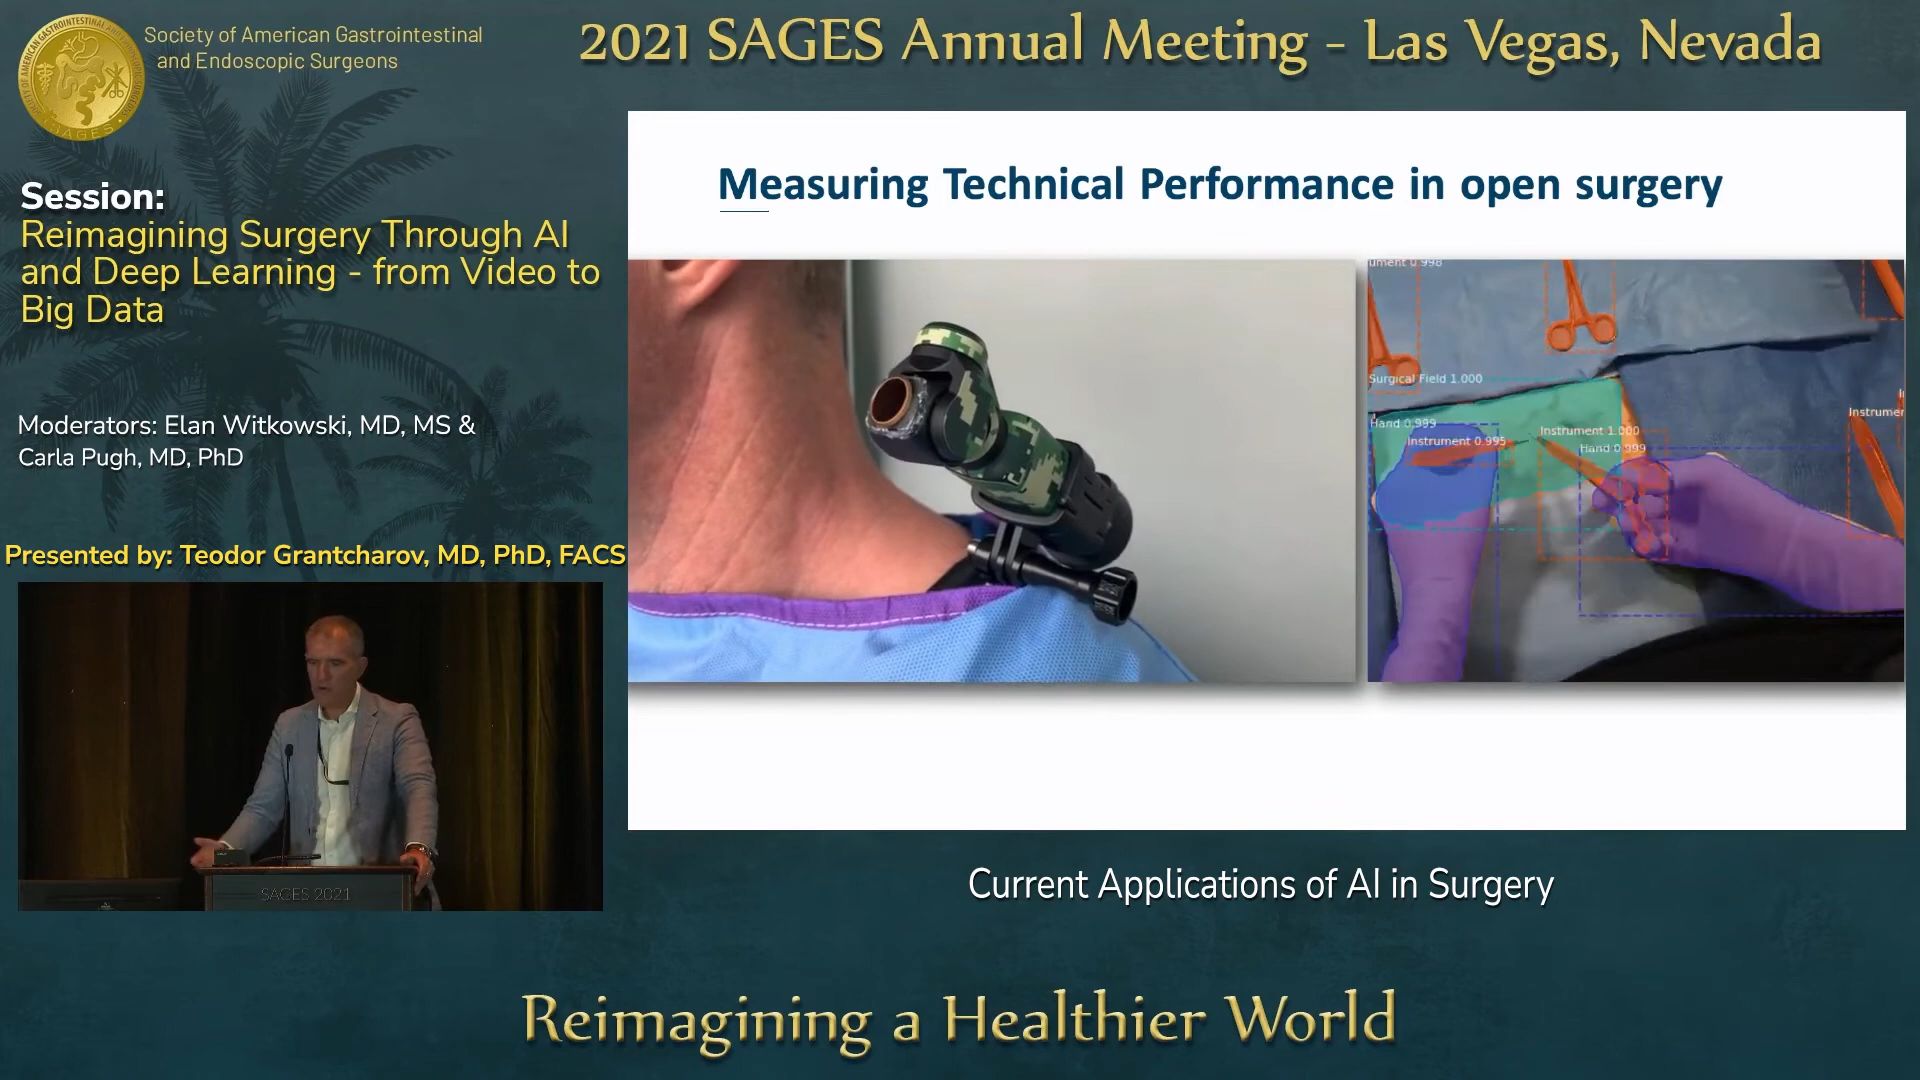 Society of American Gastrointestinal
and Endoscopic Surgeons
2021 SAGES Annual Meeting - Las Vegas, Nevada
Session:
Reimagining Surgery Through AI
and Deep Learning - from Video to
Big Data
Moderators: Elan Witkowski, MD, MS &
Carla Pugh, MD, PhD
Presented by: Teodor Grantcharov, MD, PhD, FACS
SAGES 2021
Measuring Technical Performance in open surgery
ument 0.998
Surgical Field 1.000
Hand 0.999
Instrument 0.995
Instrument 1.000
Hand 0.999
Instrumer
Current Applications of AI in Surgery
Reimagining a Healthier World